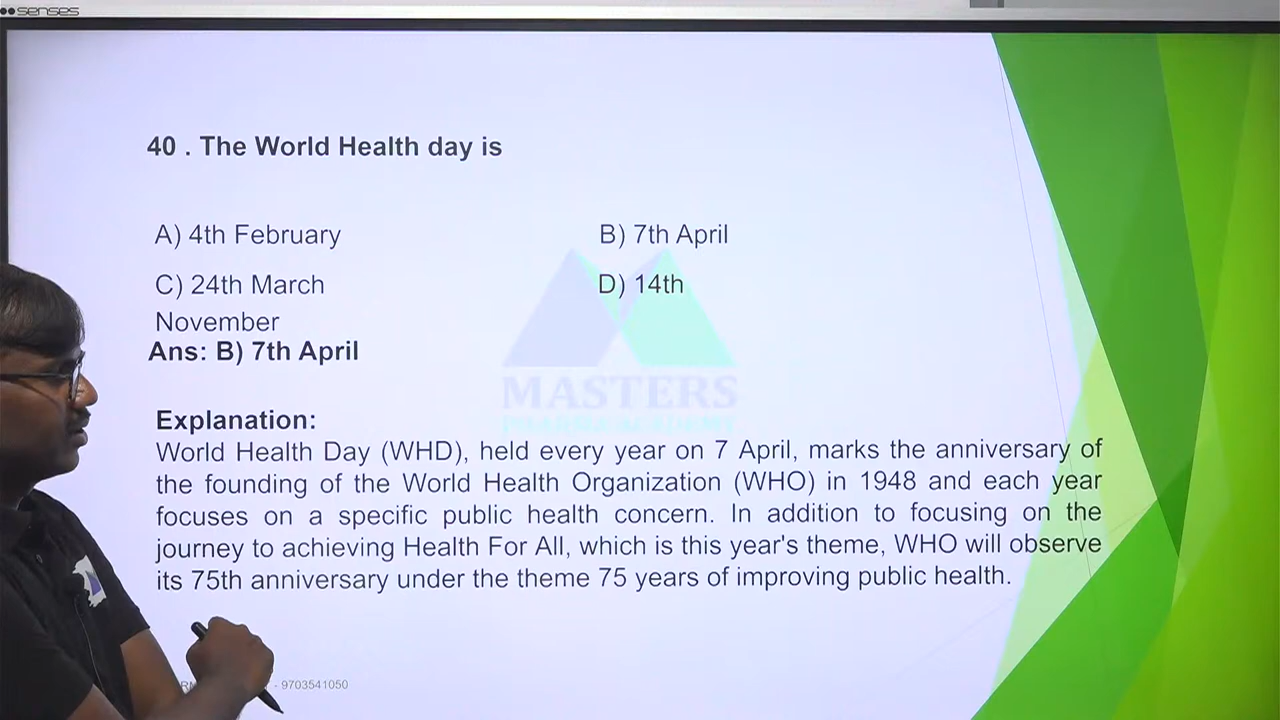 senses
40 . The World Health day is
A) 4th February B) 7th April
C) 24th March D) 14th
November
Ans: B) 7th April
MASTERS
Explanation:
World Health Day (WHD), held every year on 7 April, marks the anniversary of
the founding of the World Health Organization (WHO) in 1948 and each year
focuses on a specific public health concern. In addition to focusing on the
journey to achieving Health For All, which is this year's theme, WHO will observe
its 75th anniversary under the theme 75 years of improving public health.
- 9703541050